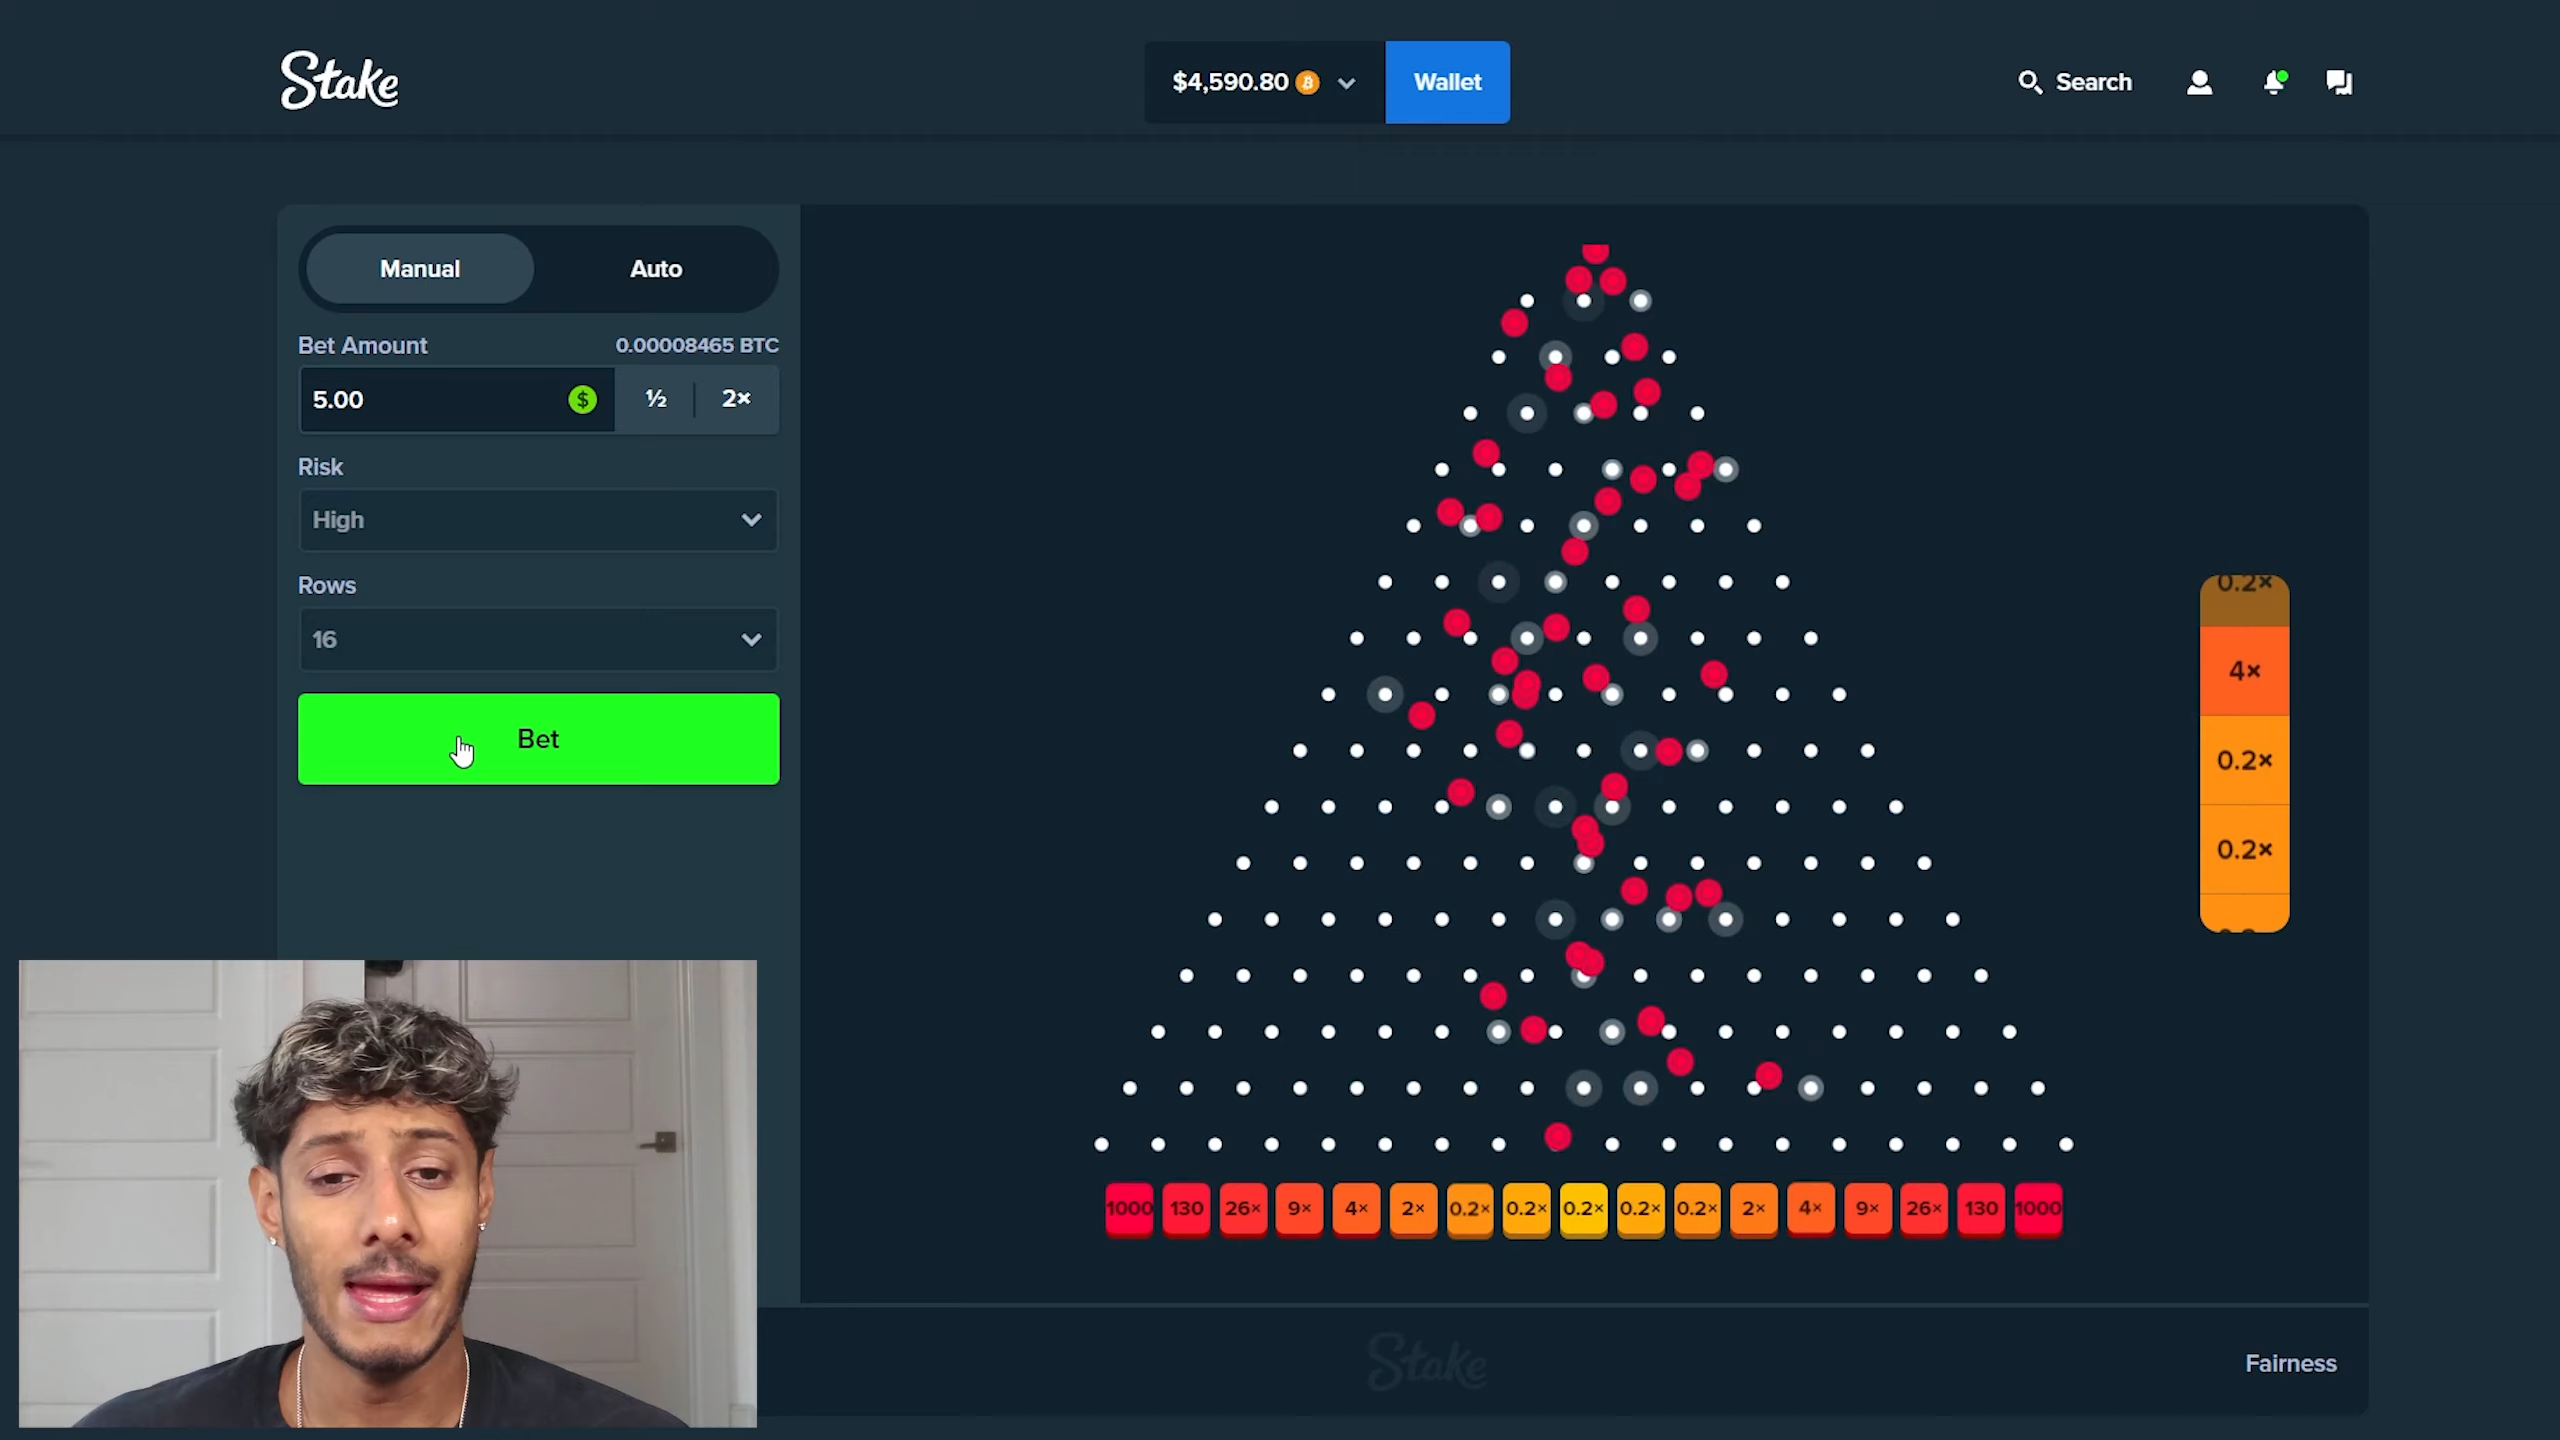 Stake
$4,590.80
Wallet
Search
Manual
Auto
Bet Amount
0.00008465 BTC
5.00
$
½
2×
Risk
High
Rows
16
Bet
0.2×
4×
0.2×
0.2×
1000 130 26× 9× 4× 2× 0.2× 0.2× 0.2× 0.2× 0.2× 2× 4× 9× 26× 130 1000
Stake
Fairness